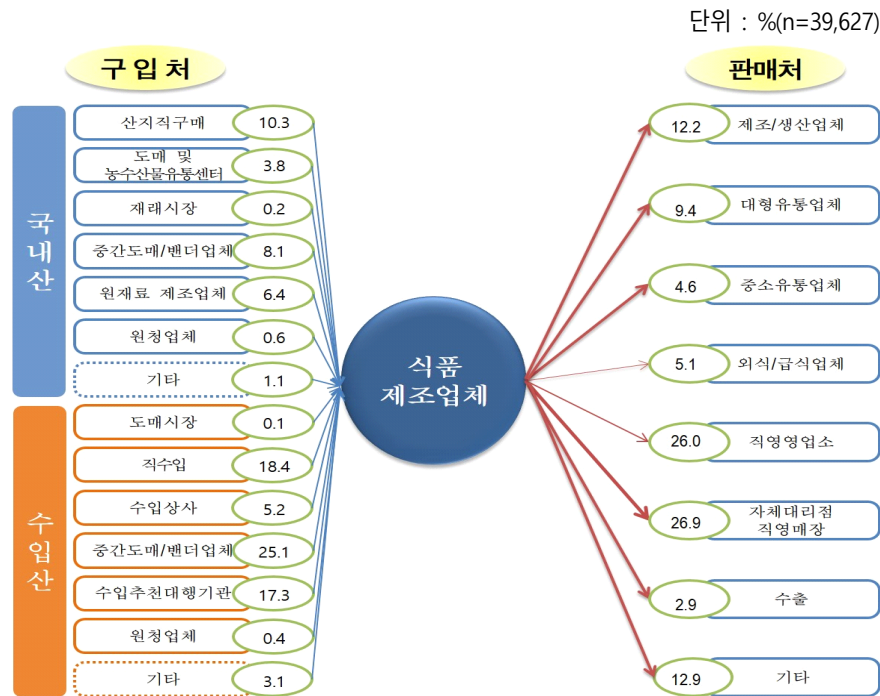 단위 : %(n=39,627)
구입처
판매처
국내산
산지직구매 10.3
도매 및
농수산물유통센터 3.8
재래시장 0.2
중간도매/밴더업체 8.1
원재료 제조업체 6.4
원청업체 0.6
기타 1.1
수입산
도매시장 0.1
직수입 18.4
수입상사 5.2
중간도매/밴더업체 25.1
수입추천대행기관 17.3
원청업체 0.4
기타 3.1
식품
제조업체
12.2 제조/생산업체
9.4 대형유통업체
4.6 중소유통업체
5.1 외식/급식업체
26.0 직영영업소
26.9 자체대리점
직영매장
2.9 수출
12.9 기타